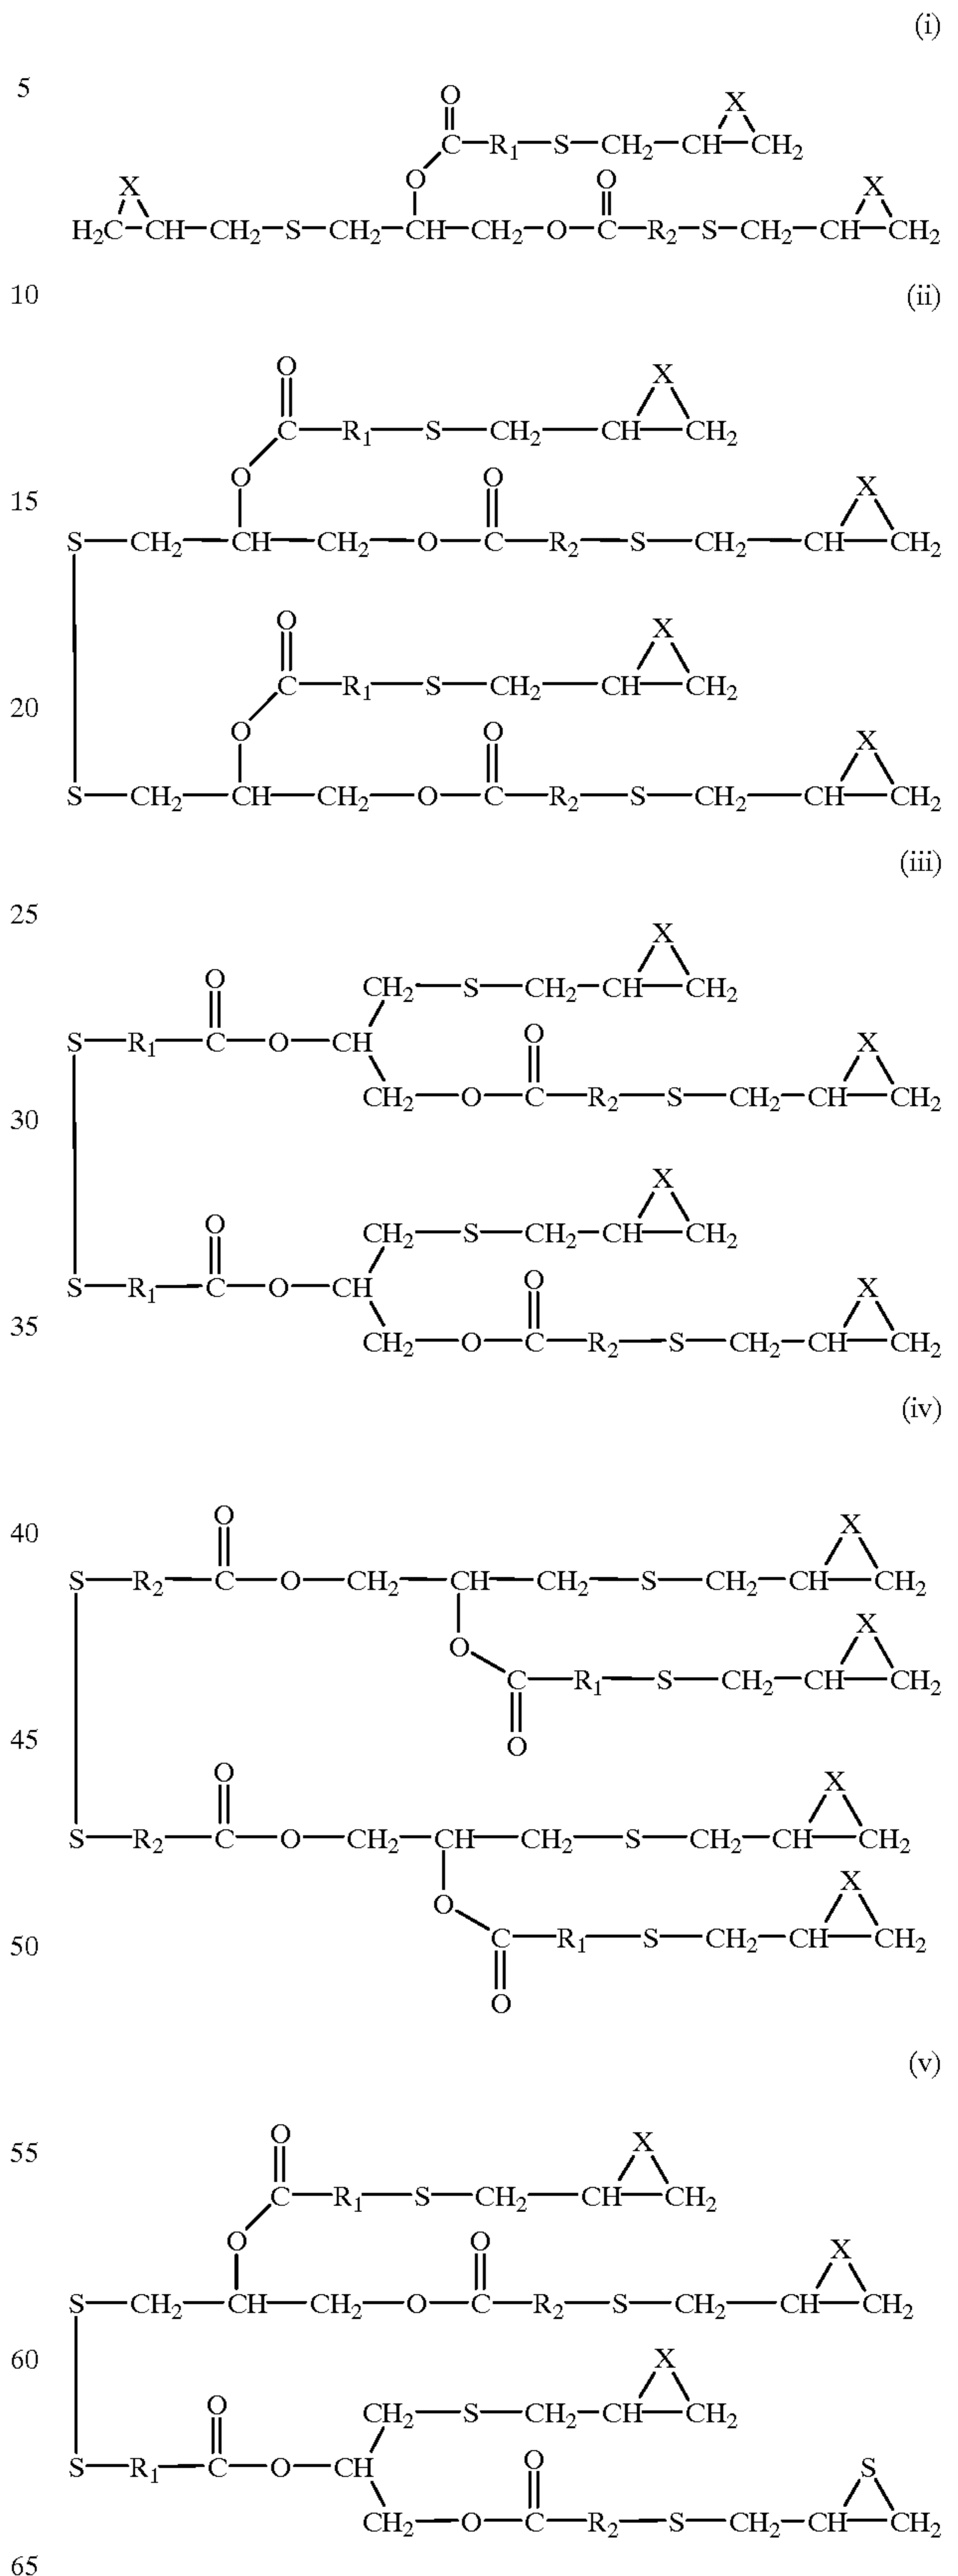 (i)
5
O X
C—R₁—S—CH₂—CH—CH₂
X O O X
H₂C—CH—CH₂—S—CH₂—CH—CH₂—O—C—R₂—S—CH₂—CH—CH₂
10 (ii)
O X
C—R₁—S—CH₂—CH—CH₂
15 O O X
S—CH₂—CH—CH₂—O—C—R₂—S—CH₂—CH—CH₂
O X
C—R₁—S—CH₂—CH—CH₂
20 O O X
S—CH₂—CH—CH₂—O—C—R₂—S—CH₂—CH—CH₂
(iii)
25
O X
CH₂—S—CH₂—CH—CH₂
S—R₁—C—O—CH O X
30 CH₂—O—C—R₂—S—CH₂—CH—CH₂
O X
CH₂—S—CH₂—CH—CH₂
S—R₁—C—O—CH O X
35 CH₂—O—C—R₂—S—CH₂—CH—CH₂
(iv)
40 O X
S—R₂—C—O—CH₂—CH—CH₂—S—CH₂—CH—CH₂
O X
C—R₁—S—CH₂—CH—CH₂
45 O
O X
S—R₂—C—O—CH₂—CH—CH₂—S—CH₂—CH—CH₂
O X
50 C—R₁—S—CH₂—CH—CH₂
O
(v)
55 O X
C—R₁—S—CH₂—CH—CH₂
O O X
S—CH₂—CH—CH₂—O—C—R₂—S—CH₂—CH—CH₂
60 X
O CH₂—S—CH₂—CH—CH₂
S—R₁—C—O—CH O S
CH₂—O—C—R₂—S—CH₂—CH—CH₂
65